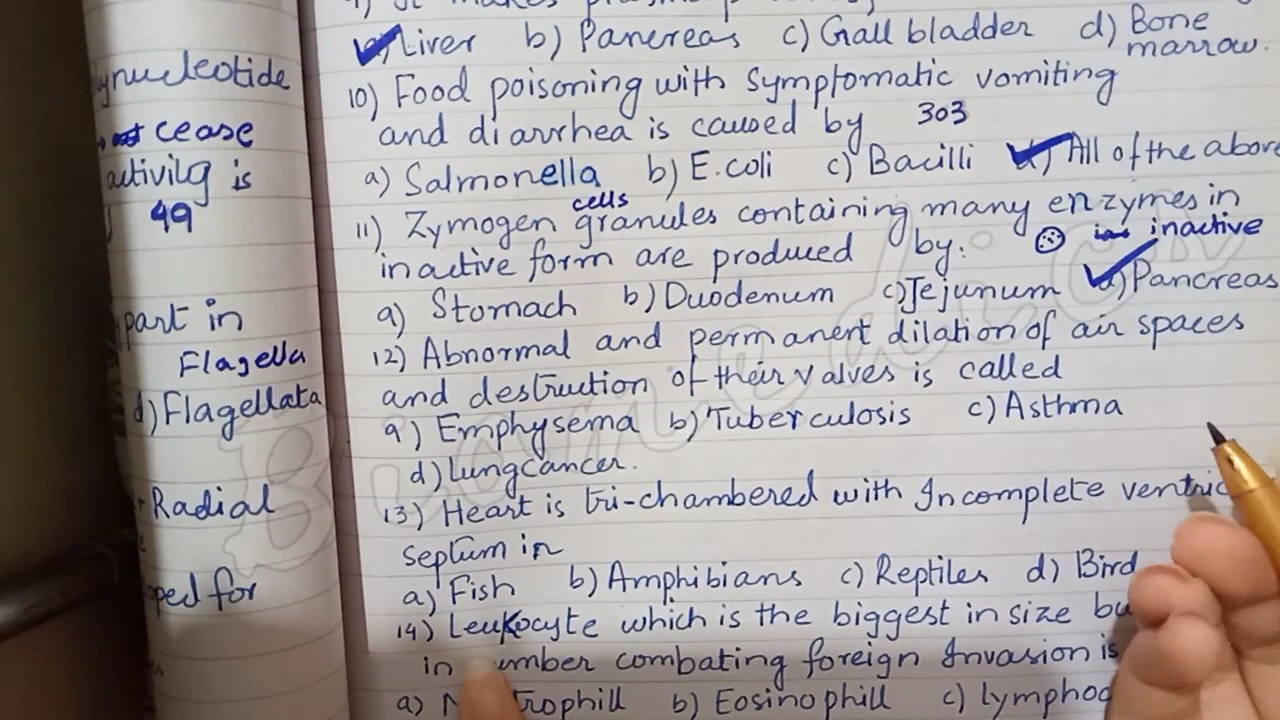 ynucleotide
cease
activilg is
49
part in
Flagella
d) Flagellata
Radial
ped for
a) Liver b) Pancreas c) Gall bladder d) Bone marrow.
10) Food poisoning with symptomatic vomiting
and diarrhea is caused by 303
a) Salmonella b) E.coli c) Bacilli d) All of the above
cells
11) Zymogen granules containing many enzymes in
inactive form are produced by: inactive
a) Stomach b) Duodenum c) Jejunum d) Pancreas
12) Abnormal and permanent dilation of air spaces
and destruction of their valves is called
a) Emphysema b) Tuberculosis c) Asthma
d) lung cancer.
13) Heart is tri-chambered with Incomplete ventric
septum in
a) Fish b) Amphibians c) Reptiles d) Bird
14) Leukocyte which is the biggest in size bu
in umber combating foreign Invasion is
a) N trophill b) Eosinophill c) lymphoc